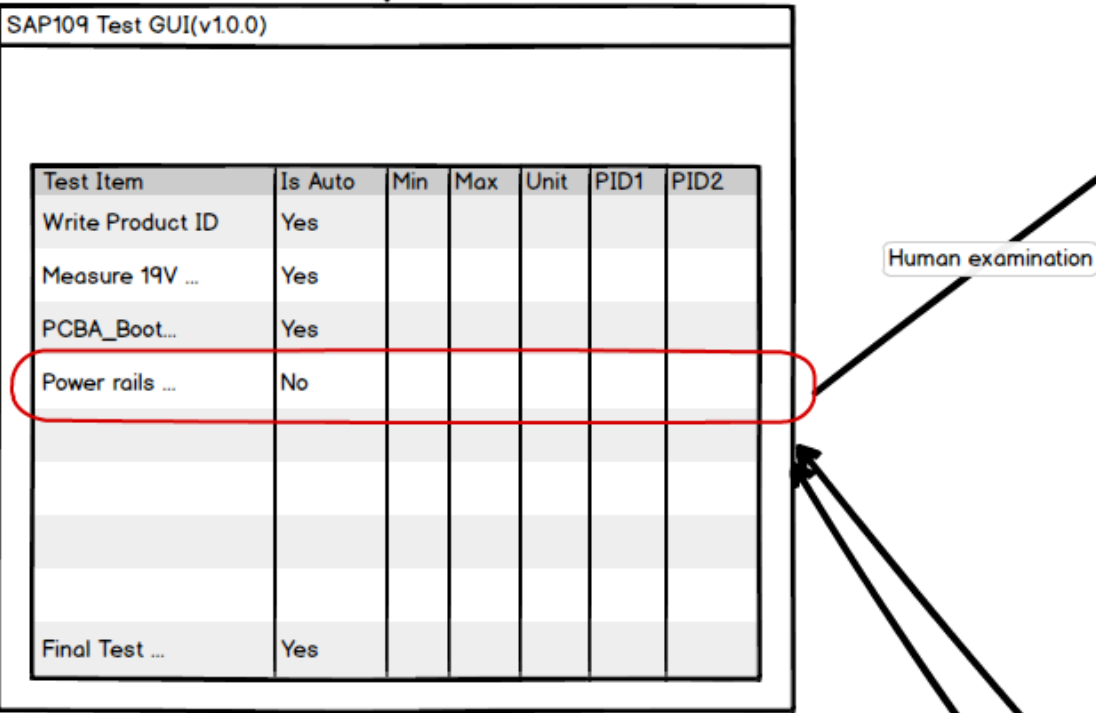 SAP109 Test GUI(v1.0.0)
Test Item Is Auto Min Max Unit PID1 PID2
Write Product ID Yes
Measure 19V ... Yes
PCBA_Boot... Yes
Power rails ... No
Final Test ... Yes
Human examination